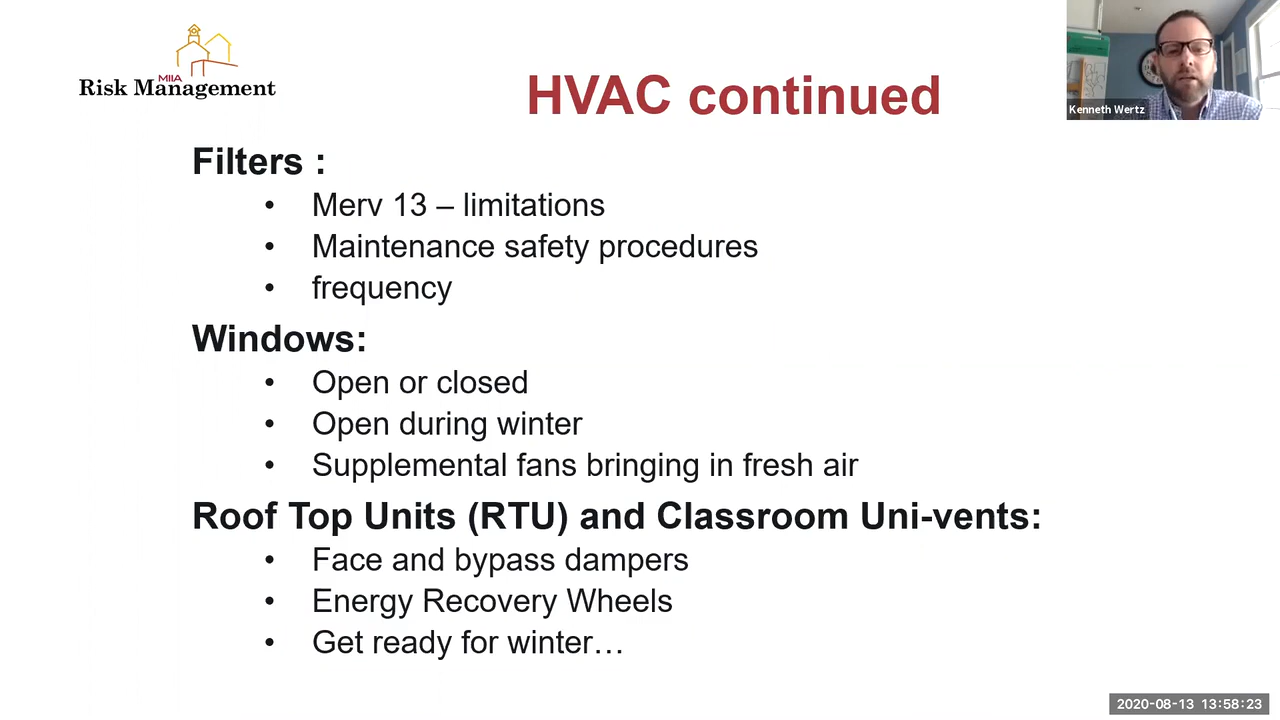 MIIA
Risk Management
HVAC continued
Kenneth Wertz
Filters :
• Merv 13 – limitations
• Maintenance safety procedures
• frequency
Windows:
• Open or closed
• Open during winter
• Supplemental fans bringing in fresh air
Roof Top Units (RTU) and Classroom Uni-vents:
• Face and bypass dampers
• Energy Recovery Wheels
• Get ready for winter…
2020-08-13 13:58:23